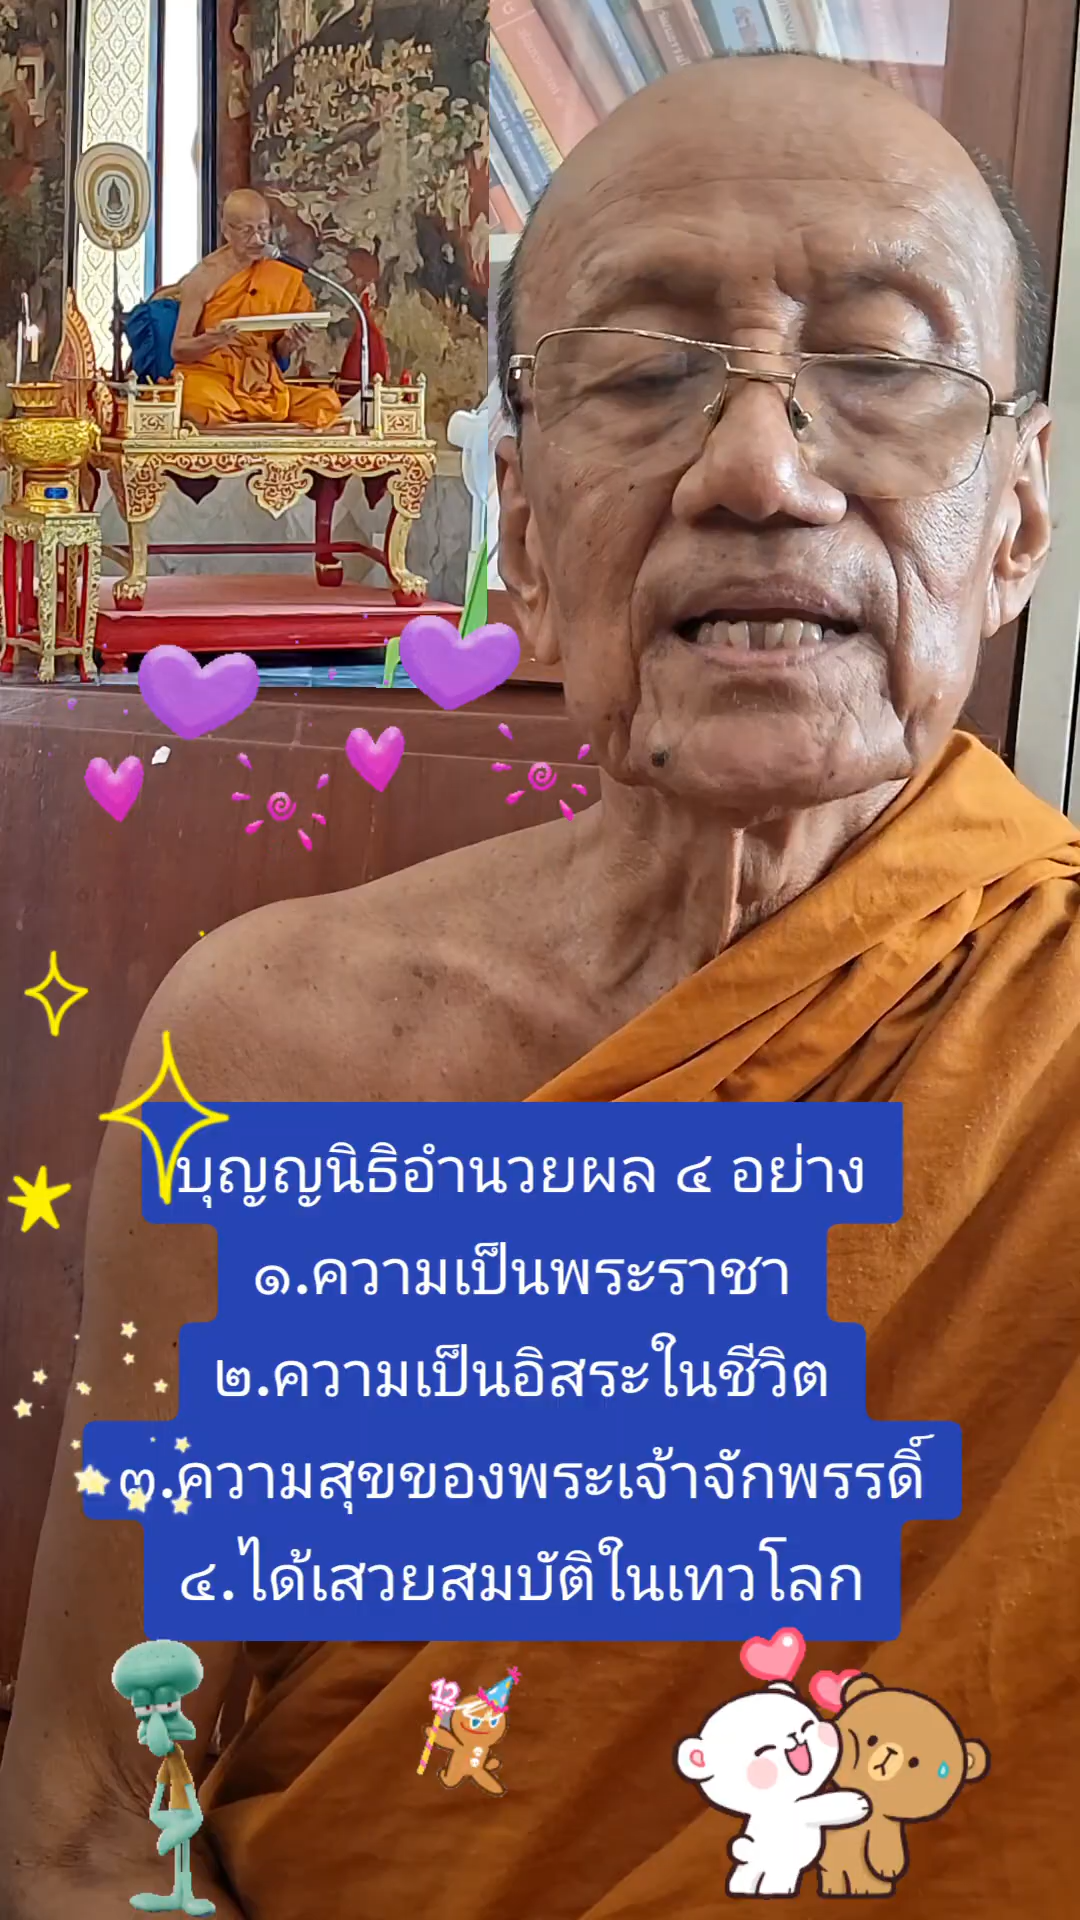 บุญญนิธิอำนวยผล ๔ อย่าง
๑.ความเป็นพระราชา
๒.ความเป็นอิสระในชีวิต
๓.ความสุขของพระเจ้าจักพรรดิ์
๔.ได้เสวยสมบัติในเทวโลก
12